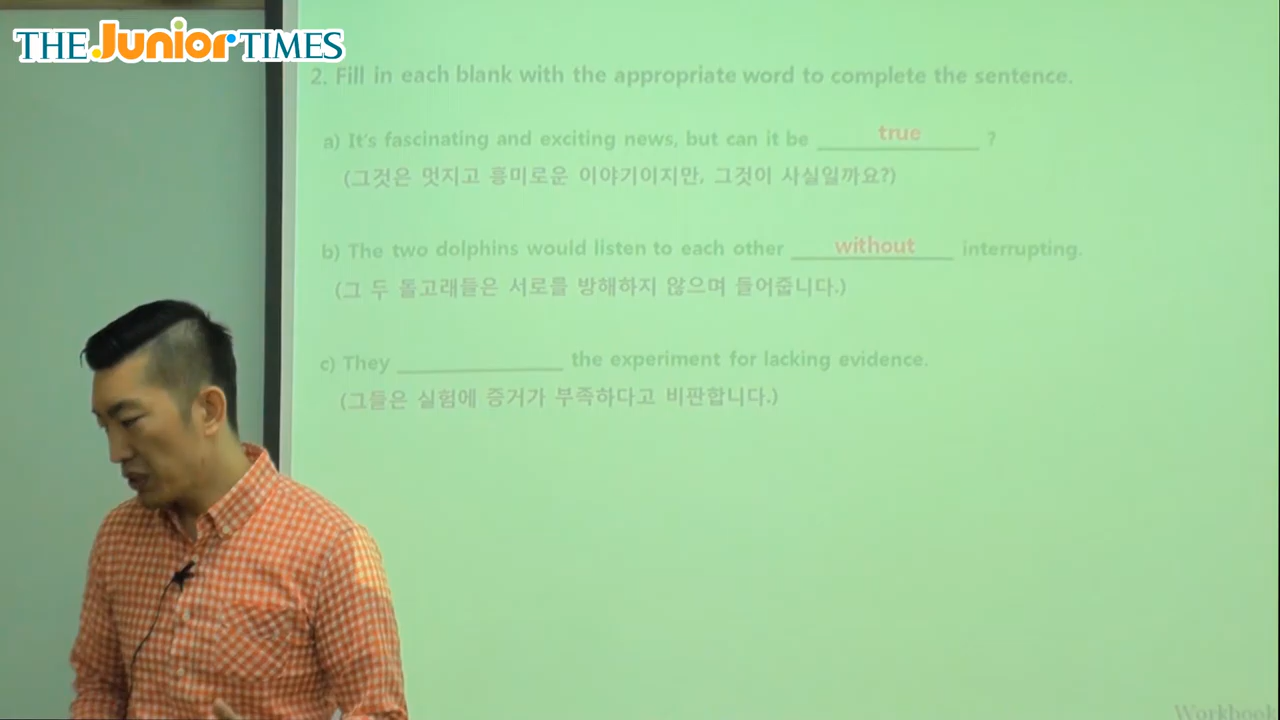 THE Junior TIMES
2. Fill in each blank with the appropriate word to complete the sentence.
a) It's fascinating and exciting news, but can it be true ?
(그것은 멋지고 흥미로운 이야기이지만, 그것이 사실일까요?)
b) The two dolphins would listen to each other without interrupting.
(그 두 돌고래들은 서로를 방해하지 않으며 들어줍니다.)
c) They ____________ the experiment for lacking evidence.
(그들은 실험에 증거가 부족하다고 비판합니다.)
Workbook